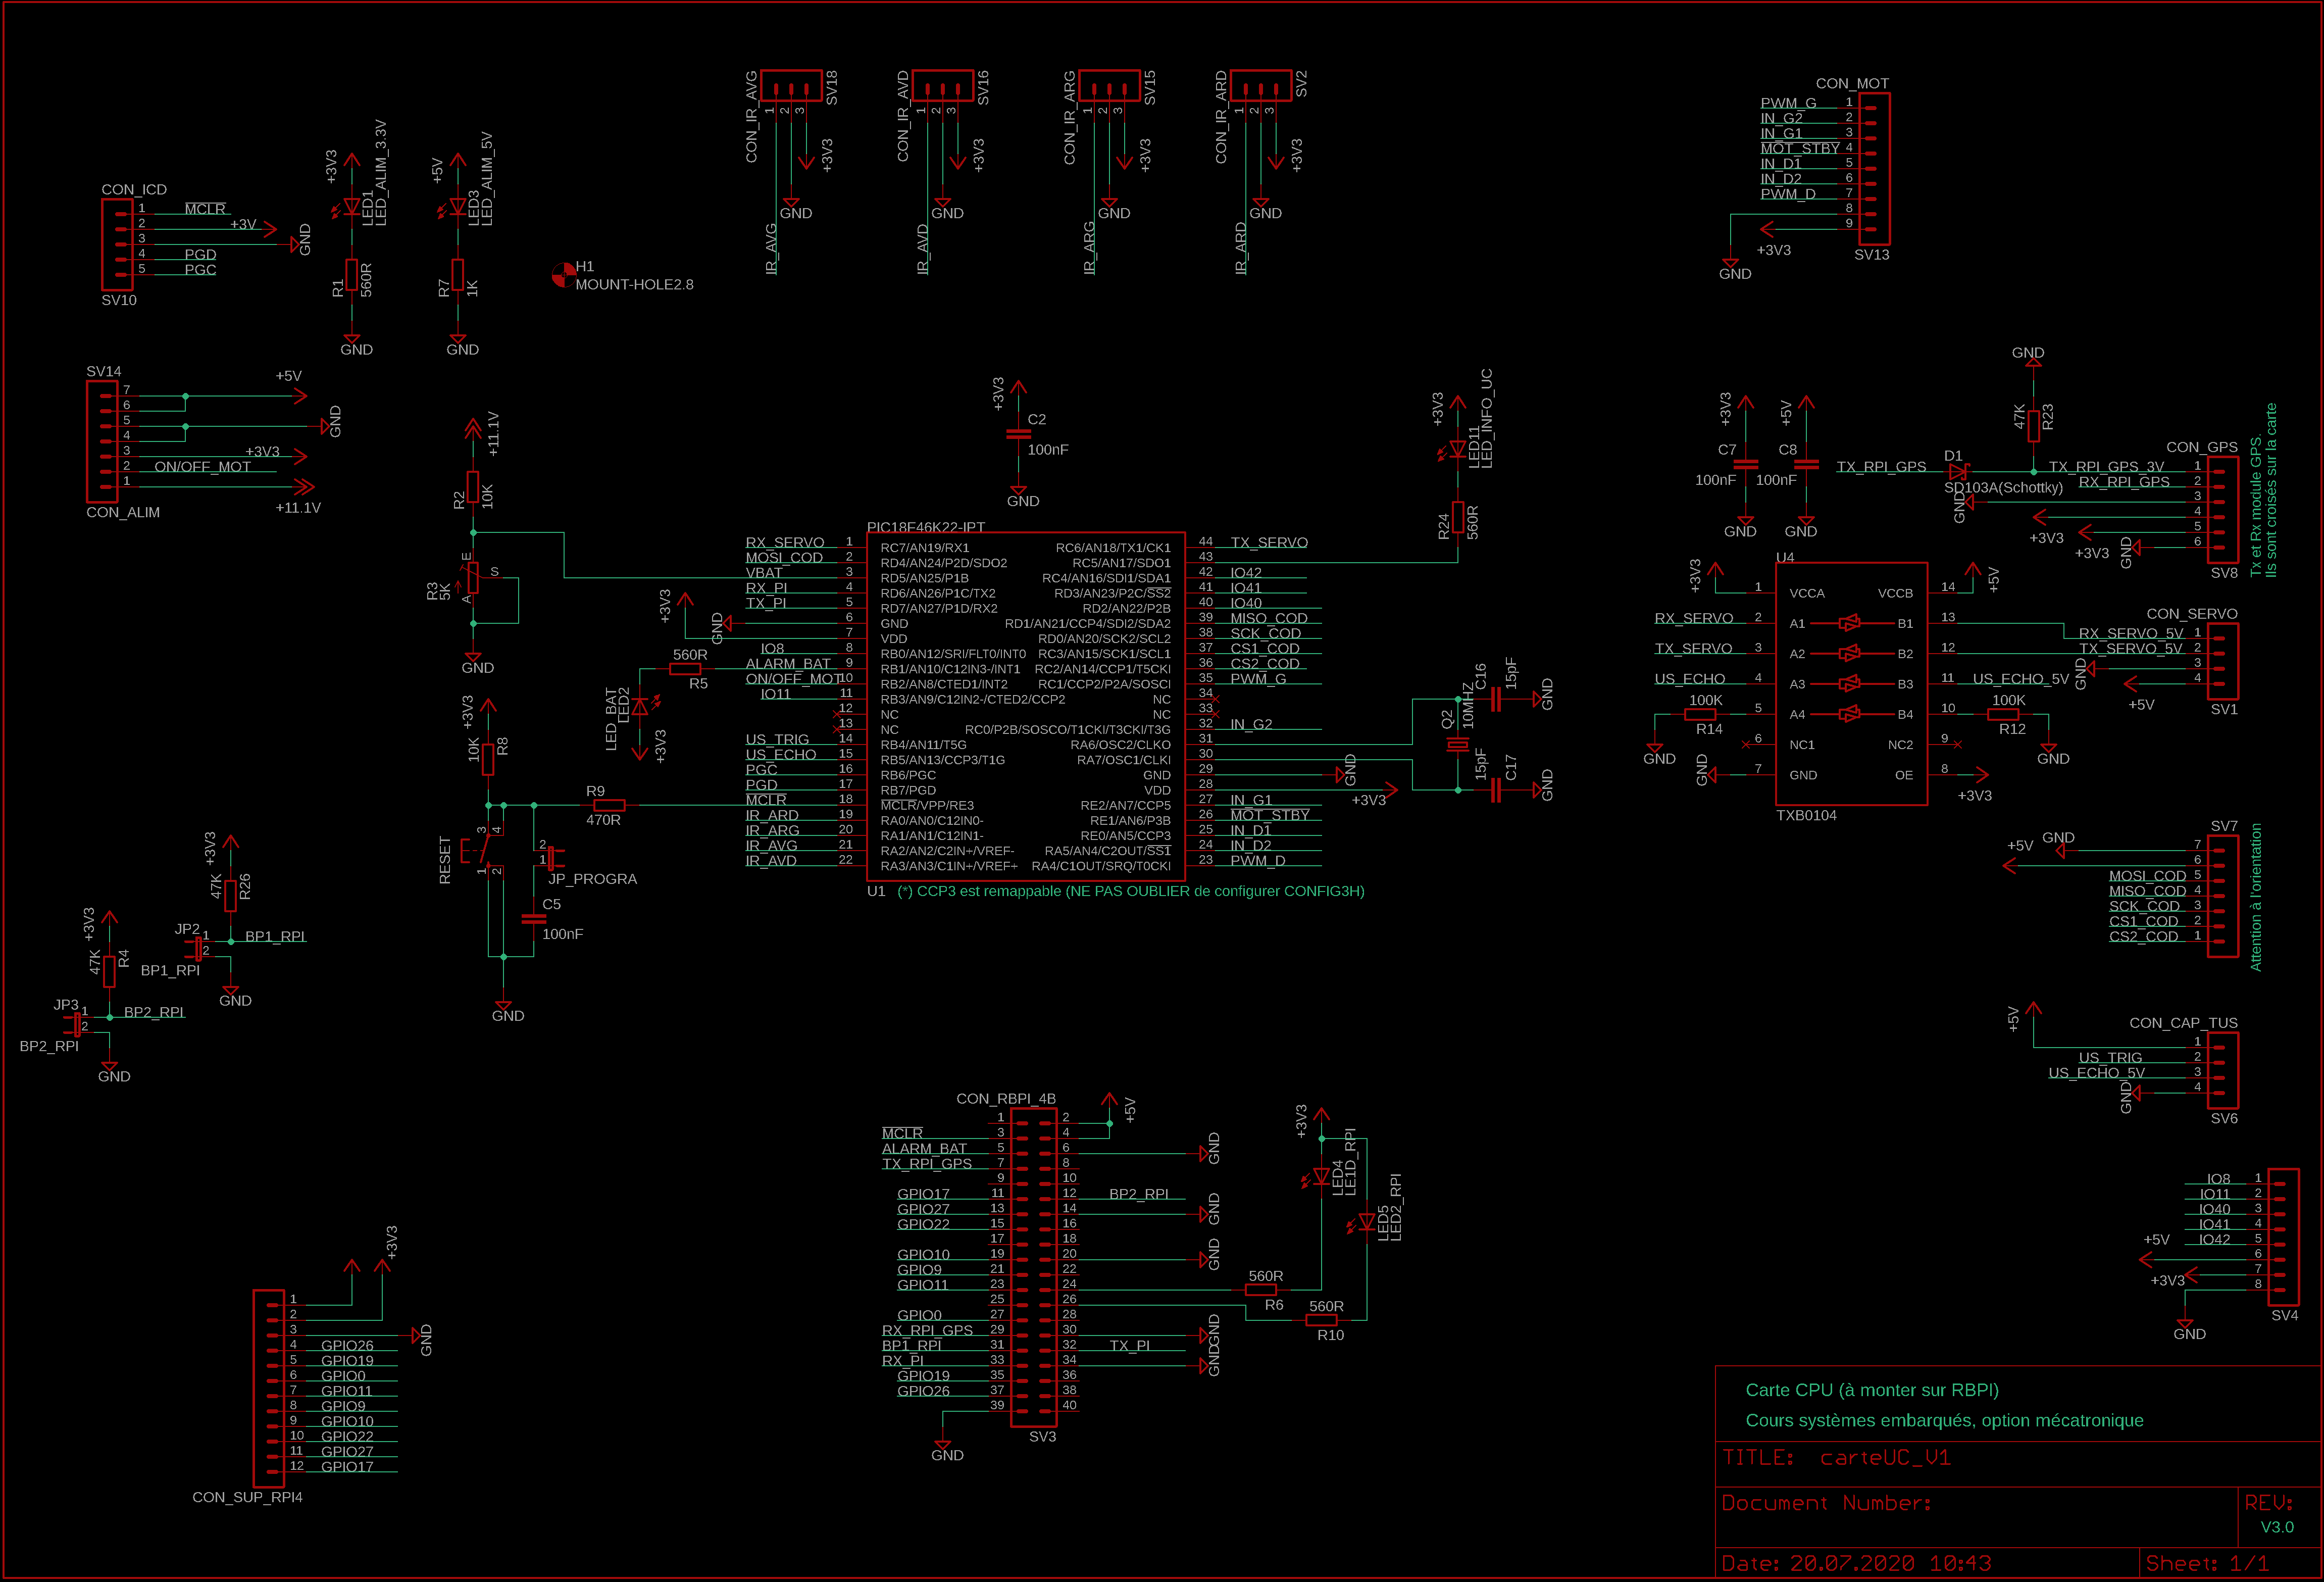 CON_ICD
1 MCLR
2 +3V
3 GND
4 PGD
5 PGC
SV10
+3V3
LED1
LED_ALIM_3.3V
R1
560R
GND
+5V
LED3
LED_ALIM_5V
R7
1K
GND
H1
MOUNT-HOLE2.8
CON_IR_AVG
SV18
1 2 3
+3V3
GND
IR_AVG
CON_IR_AVD
SV16
1 2 3
+3V3
GND
IR_AVD
CON_IR_ARG
SV15
1 2 3
+3V3
GND
IR_ARG
CON_IR_ARD
SV2
1 2 3
+3V3
GND
IR_ARD
CON_MOT
PWM_G 1
IN_G2 2
IN_G1 3
MOT_STBY 4
IN_D1 5
IN_D2 6
PWM_D 7
8
9
+3V3
GND
SV13
SV14
7 +5V
6
5 GND
4
3 +3V3
2 ON/OFF_MOT
1
+11.1V
CON_ALIM
+11.1V
R2
10K
E
S
A
R3
5K
GND
+3V3
C2
100nF
GND
+3V3
LED11
LED_INFO_UC
R24
560R
PIC18F46K22-IPT
RX_SERVO 1 RC7/AN19/RX1
MOSI_COD 2 RD4/AN24/P2D/SDO2
VBAT 3 RD5/AN25/P1B
RX_PI 4 RD6/AN26/P1C/TX2
TX_PI 5 RD7/AN27/P1D/RX2
GND 6 GND
+3V3 7 VDD
IO8 8 RB0/AN12/SRI/FLT0/INT0
ALARM_BAT 9 RB1/AN10/C12IN3-/INT1
ON/OFF_MOT 10 RB2/AN8/CTED1/INT2
IO11 11 RB3/AN9/C12IN2-/CTED2/CCP2
12 NC
13 NC
US_TRIG 14 RB4/AN11/T5G
US_ECHO 15 RB5/AN13/CCP3/T1G
PGC 16 RB6/PGC
PGD 17 RB7/PGD
MCLR 18 MCLR/VPP/RE3
IR_ARD 19 RA0/AN0/C12IN0-
IR_ARG 20 RA1/AN1/C12IN1-
IR_AVG 21 RA2/AN2/C2IN+/VREF-
IR_AVD 22 RA3/AN3/C1IN+/VREF+
RC6/AN18/TX1/CK1 44 TX_SERVO
RC5/AN17/SDO1 43
RC4/AN16/SDI1/SDA1 42 IO42
RD3/AN23/P2C/SS2 41 IO41
RD2/AN22/P2B 40 IO40
RD1/AN21/CCP4/SDI2/SDA2 39 MISO_COD
RD0/AN20/SCK2/SCL2 38 SCK_COD
RC3/AN15/SCK1/SCL1 37 CS1_COD
RC2/AN14/CCP1/T5CKI 36 CS2_COD
RC1/CCP2/P2A/SOSCI 35 PWM_G
NC 34
NC 33
RC0/P2B/SOSCO/T1CKI/T3CKI/T3G 32 IN_G2
RA6/OSC2/CLKO 31
RA7/OSC1/CLKI 30
GND 29 GND
VDD 28 +3V3
RE2/AN7/CCP5 27 IN_G1
RE1/AN6/P3B 26 MOT_STBY
RE0/AN5/CCP3 25 IN_D1
RA5/AN4/C2OUT/SS1 24 IN_D2
RA4/C1OUT/SRQ/T0CKI 23 PWM_D
U1 (*) CCP3 est remappable (NE PAS OUBLIER de configurer CONFIG3H)
560R
R5
LED_BAT
LED2
+3V3
+3V3
10K
R8
R9
470R
RESET
3 4
1 2
2
1
JP_PROGRA
C5
100nF
GND
Q2
10MHZ
C16
15pF
GND
C17
15pF
GND
+3V3
C7
100nF
GND
+5V
C8
100nF
GND
GND
47K
R23
TX_RPI_GPS
D1
SD103A(Schottky)
CON_GPS
TX_RPI_GPS_3V 1
RX_RPI_GPS 2
GND 3
+3V3 4
+3V3 5
GND 6
SV8
Tx et Rx module GPS.
Ils sont croisés sur la carte
U4
+3V3 1 VCCA
RX_SERVO 2 A1
TX_SERVO 3 A2
US_ECHO 4 A3
5 A4
6 NC1
GND 7 GND
VCCB 14 +5V
B1 13
B2 12
B3 11 US_ECHO_5V
B4 10
NC2 9
OE 8
+3V3
TXB0104
100K
R14
GND
100K
R12
GND
CON_SERVO
RX_SERVO_5V 1
TX_SERVO_5V 2
GND 3
+5V 4
SV1
SV7
GND 7
+5V 6
MOSI_COD 5
MISO_COD 4
SCK_COD 3
CS1_COD 2
CS2_COD 1
Attention à l'orientation
+3V3
47K
R26
JP2
1
2
BP1_RPI
BP1_RPI
GND
+3V3
47K
R4
JP3
1
2
BP2_RPI
BP2_RPI
GND
CON_CAP_TUS
+5V 1
US_TRIG 2
US_ECHO_5V 3
GND 4
SV6
CON_RBPI_4B
1 2 +5V
MCLR 3 4
ALARM_BAT 5 6 GND
TX_RPI_GPS 7 8
9 10
GPIO17 11 12 BP2_RPI
GPIO27 13 14 GND
GPIO22 15 16
17 18
GPIO10 19 20 GND
GPIO9 21 22
GPIO11 23 24
25 26
GPIO0 27 28
RX_RPI_GPS 29 30 GND
BP1_RPI 31 32 TX_PI
RX_PI 33 34 GND
GPIO19 35 36
GPIO26 37 38
39 40
GND
SV3
+3V3
LED4
LE1D_RPI
LED5
LED2_RPI
560R
R6
560R
R10
IO8 1
IO11 2
IO40 3
IO41 4
IO42 5
+5V 6
+3V3 7
8
GND
SV4
+3V3
1
2
3 GND
4 GPIO26
5 GPIO19
6 GPIO0
7 GPIO11
8 GPIO9
9 GPIO10
10 GPIO22
11 GPIO27
12 GPIO17
CON_SUP_RPI4
Carte CPU (à monter sur RBPI)
Cours systèmes embarqués, option mécatronique
TITLE: carteUC_V1
Document Number:
REV:
V3.0
Date: 20.07.2020 10:43
Sheet: 1/1